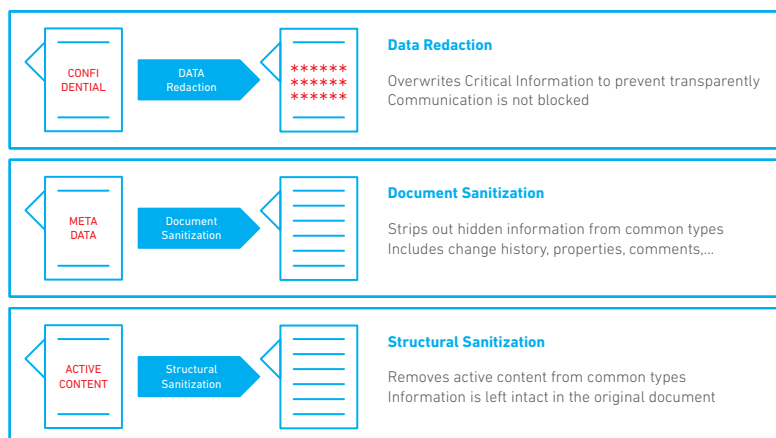 Data Redaction
CONFI
DENTIAL
DATA
Redaction
******
******
******
Overwrites Critical Information to prevent transparently
Communication is not blocked
Document Sanitization
META
DATA
Document
Sanitization
Strips out hidden information from common types
Includes change history, properties, comments,...
Structural Sanitization
ACTIVE
CONTENT
Structural
Sanitization
Removes active content from common types
Information is left intact in the original document